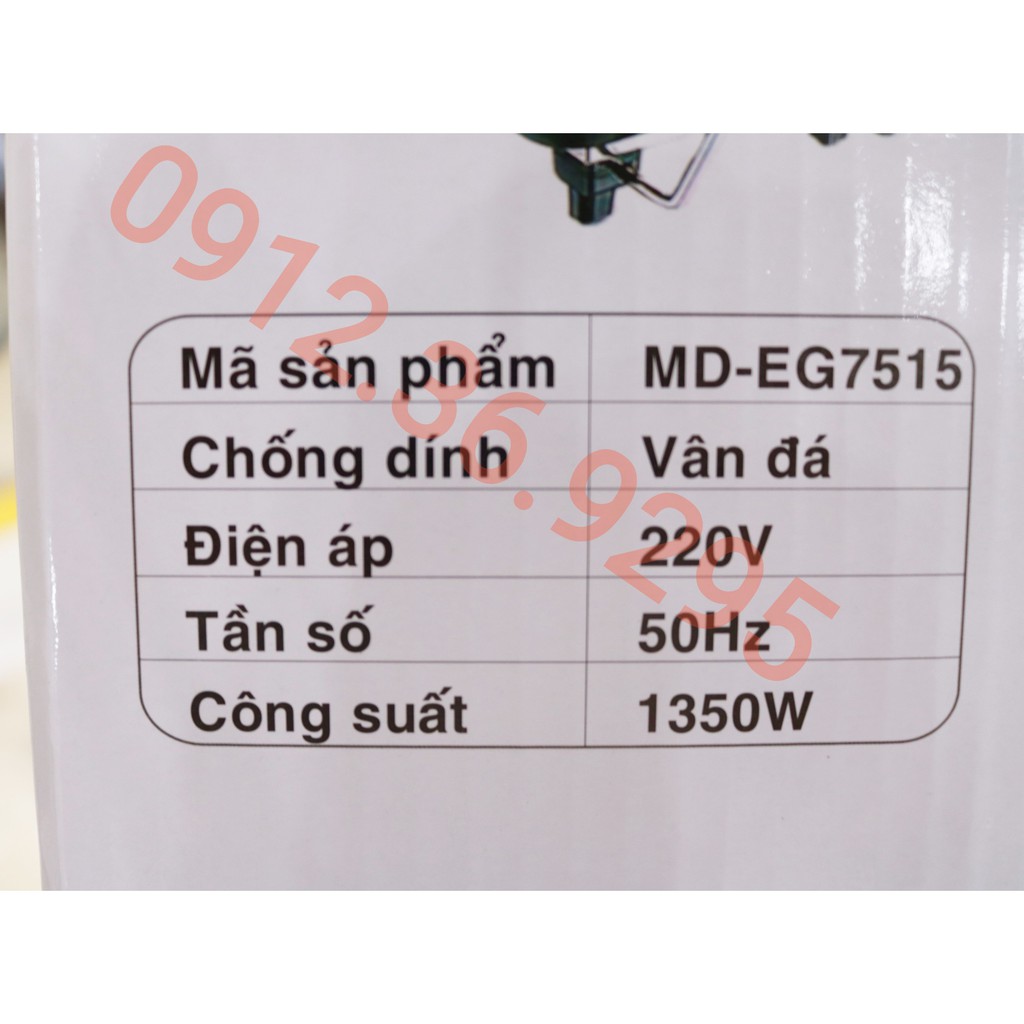 0912.36.9295
Mã sản phẩm MD-EG7515
Chống dính Vân đá
Điện áp 220V
Tần số 50Hz
Công suất 1350W